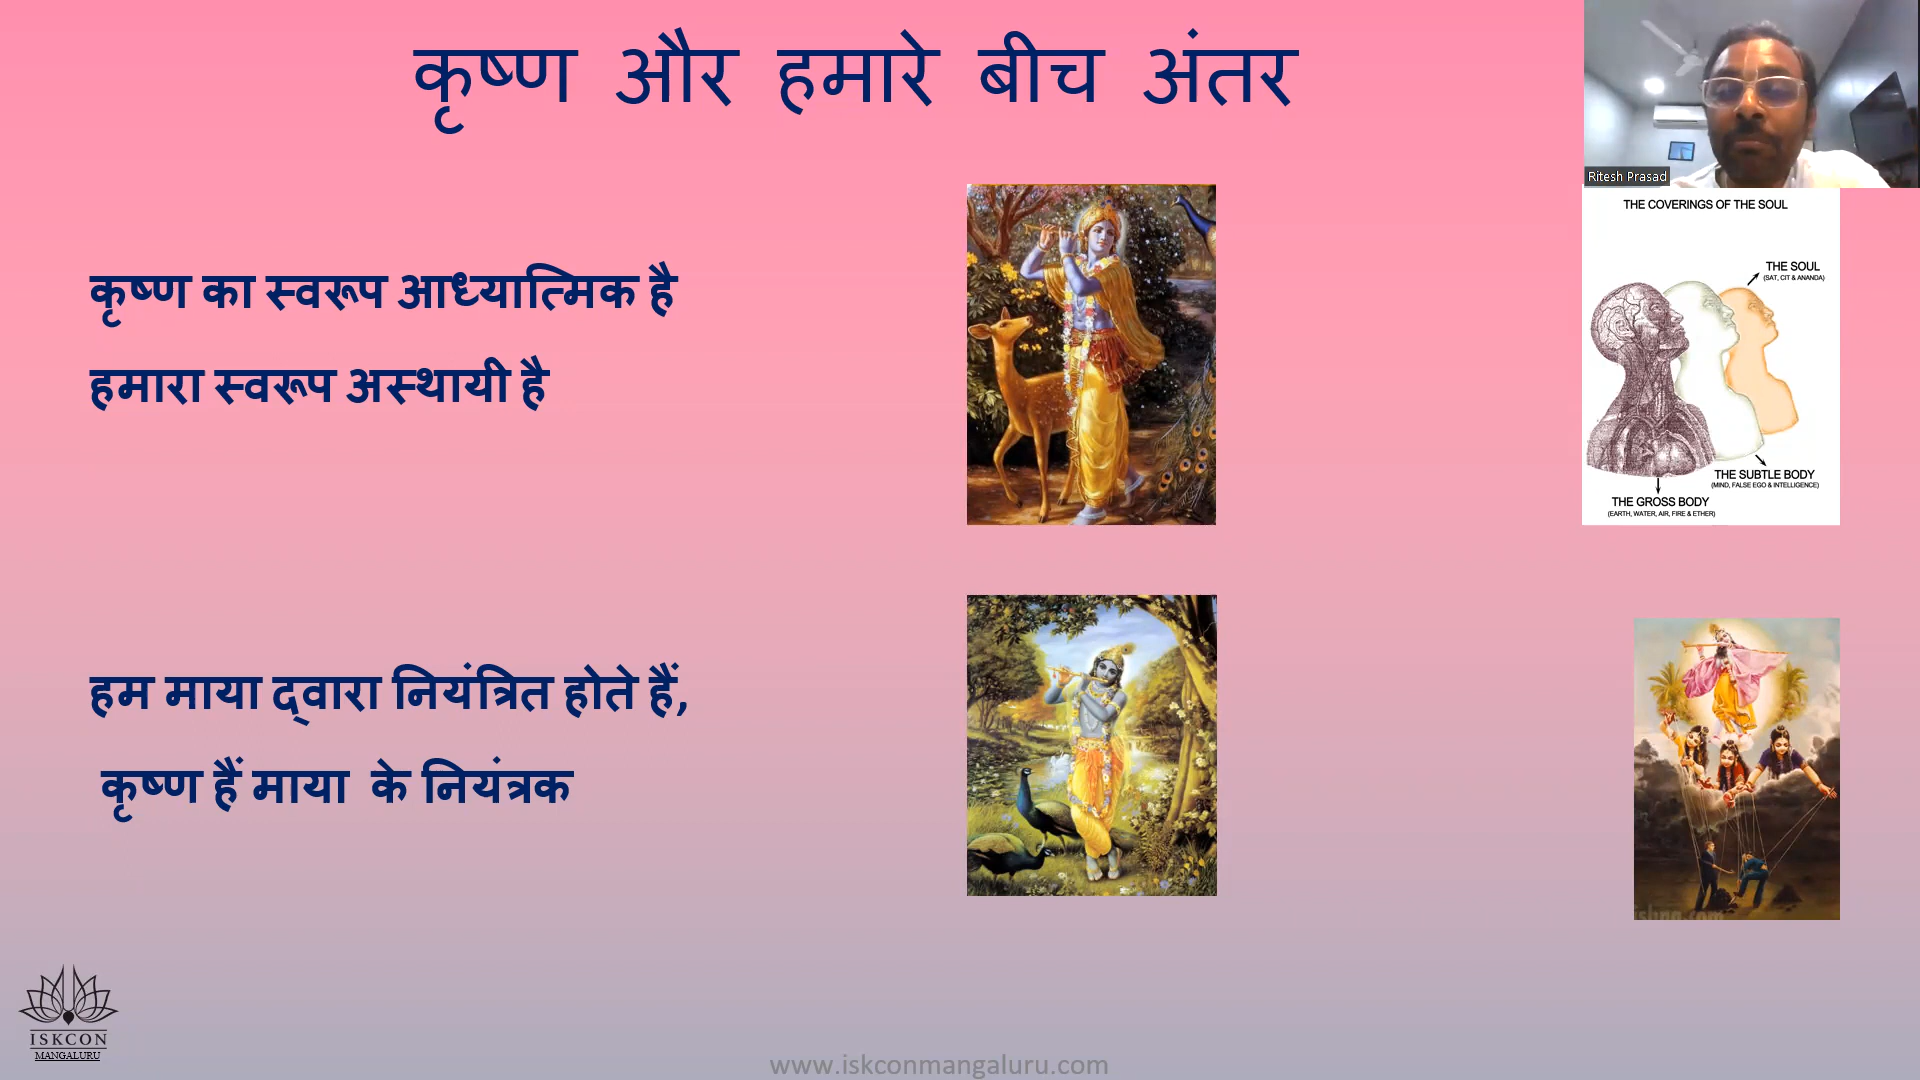 कृष्ण और हमारे बीच अंतर
Ritesh Prasad
THE COVERINGS OF THE SOUL
THE SOUL
(SAT, CIT & ANANDA)
कृष्ण का स्वरूप आध्यात्मिक है
हमारा स्वरूप अस्थायी है
THE SUBTLE BODY
(MIND, FALSE EGO & INTELLIGENCE)
THE GROSS BODY
(EARTH, WATER, AIR, FIRE & ETHER)
हम माया द्वारा नियंत्रित होते हैं,
कृष्ण हैं माया के नियंत्रक
ISKCON
MANGALURU
www.iskconmangaluru.com